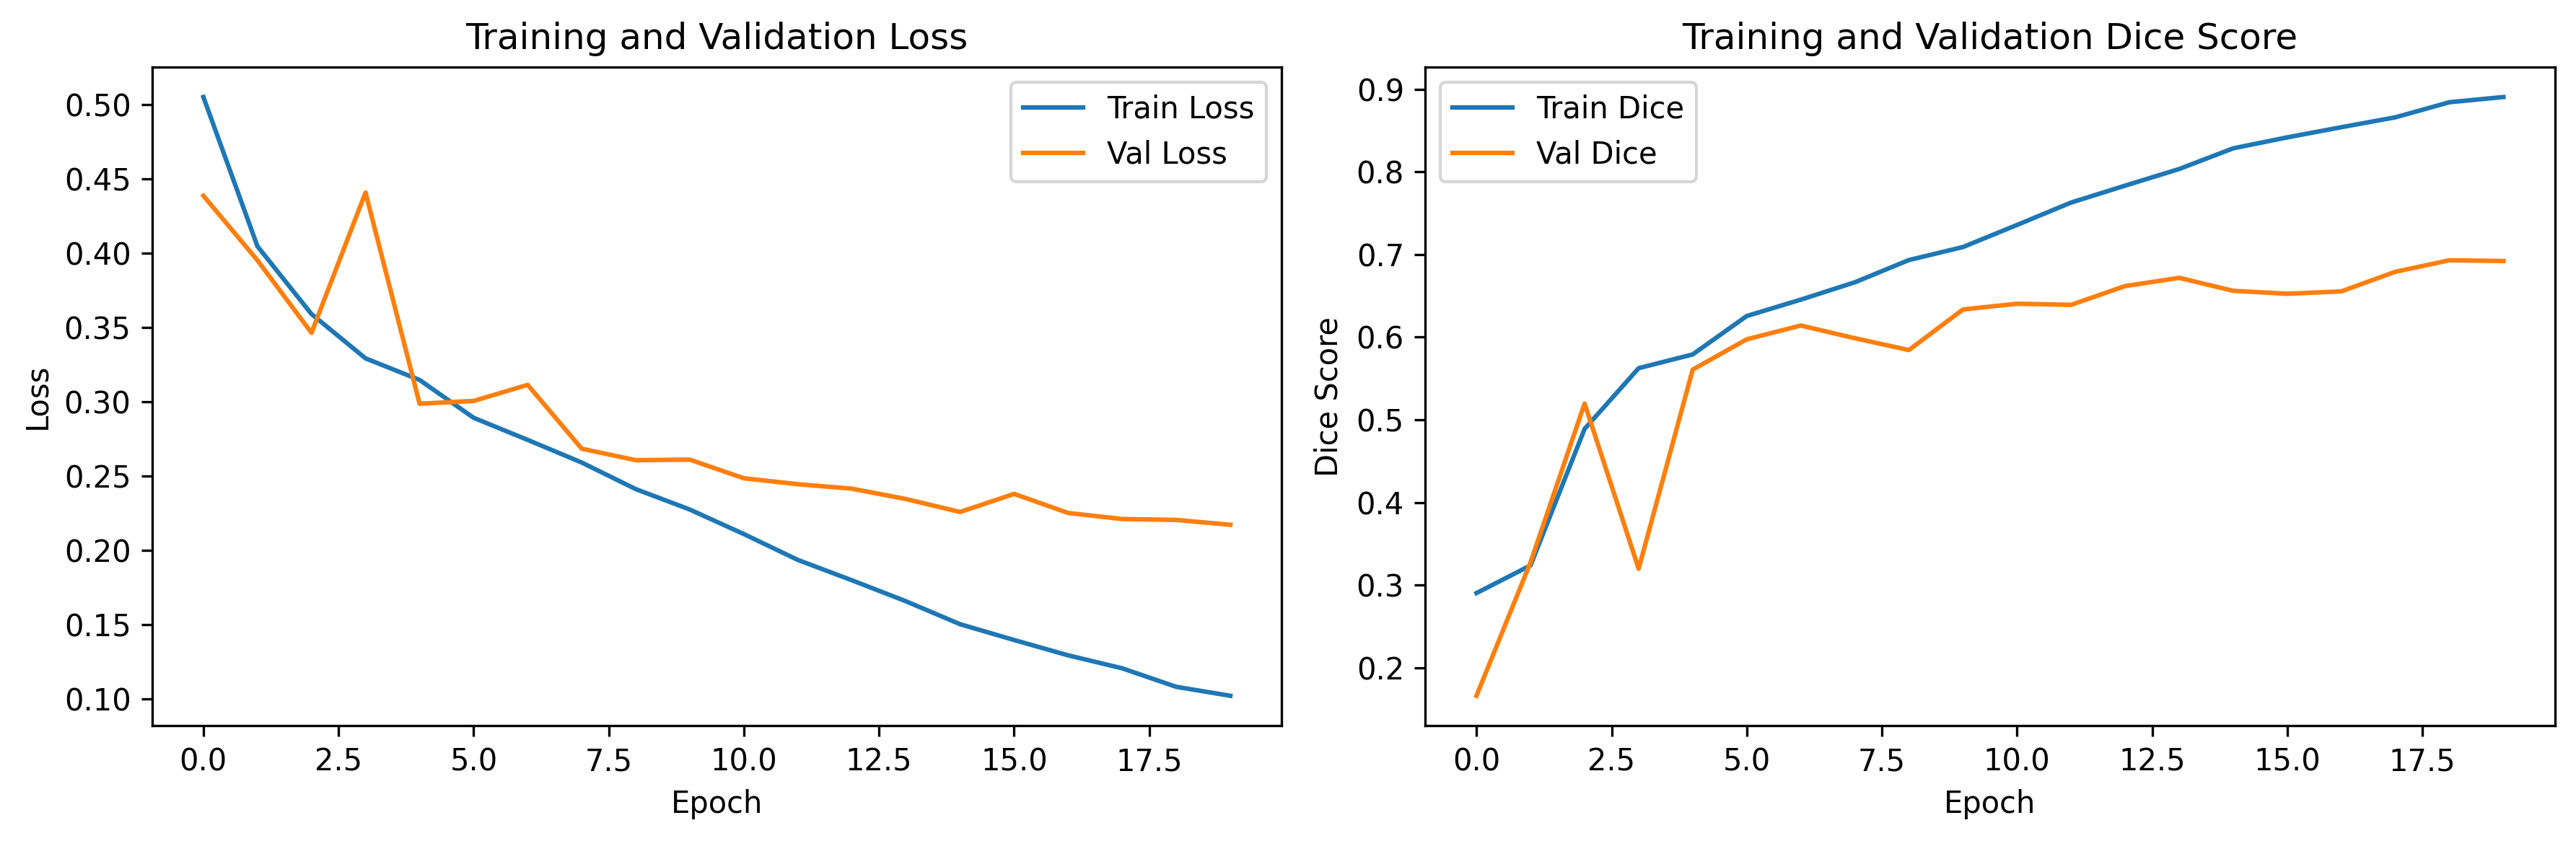 Training and Validation Loss
0.50
0.45
0.40
0.35
0.30
0.25
0.20
0.15
0.10
Loss
Train Loss
Val Loss
0.0 2.5 5.0 7.5 10.0 12.5 15.0 17.5
Epoch
Training and Validation Dice Score
0.9
0.8
0.7
0.6
0.5
0.4
0.3
0.2
Dice Score
Train Dice
Val Dice
0.0 2.5 5.0 7.5 10.0 12.5 15.0 17.5
Epoch